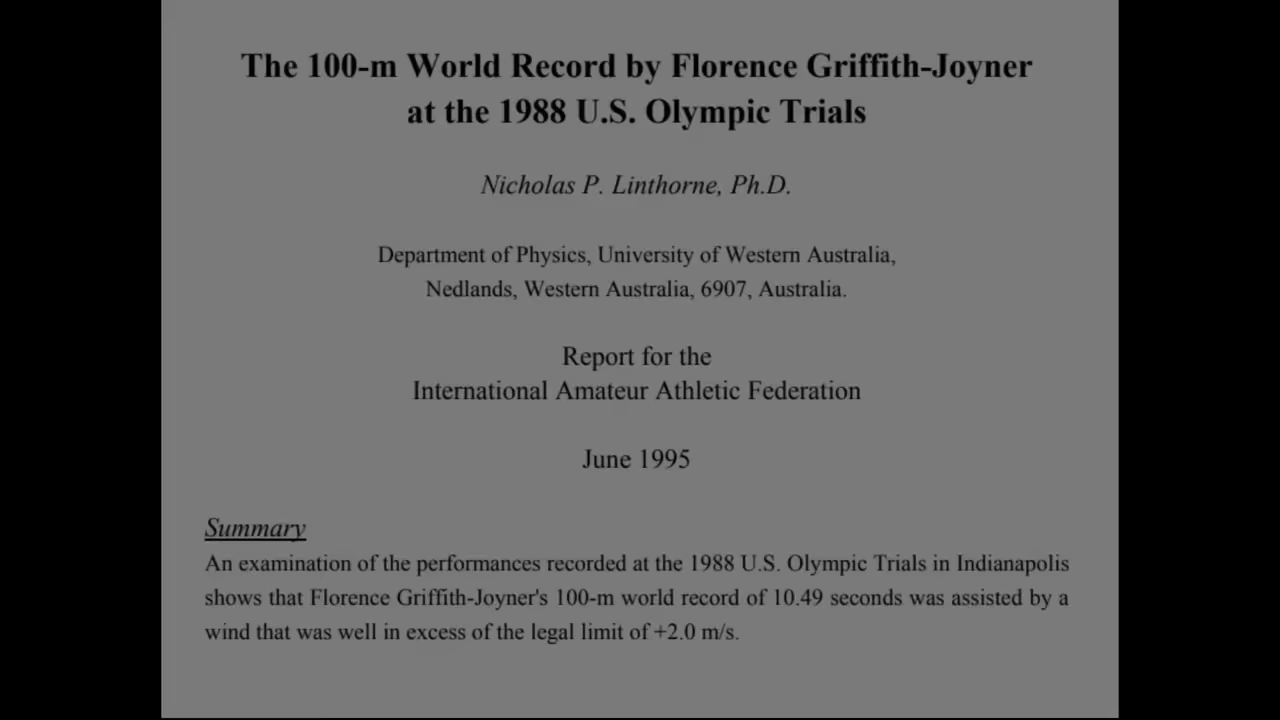 The 100-m World Record by Florence Griffith-Joyner
at the 1988 U.S. Olympic Trials
Nicholas P. Linthorne, Ph.D.
Department of Physics, University of Western Australia,
Nedlands, Western Australia, 6907, Australia.
Report for the
International Amateur Athletic Federation
June 1995
Summary
An examination of the performances recorded at the 1988 U.S. Olympic Trials in Indianapolis
shows that Florence Griffith-Joyner's 100-m world record of 10.49 seconds was assisted by a
wind that was well in excess of the legal limit of +2.0 m/s.